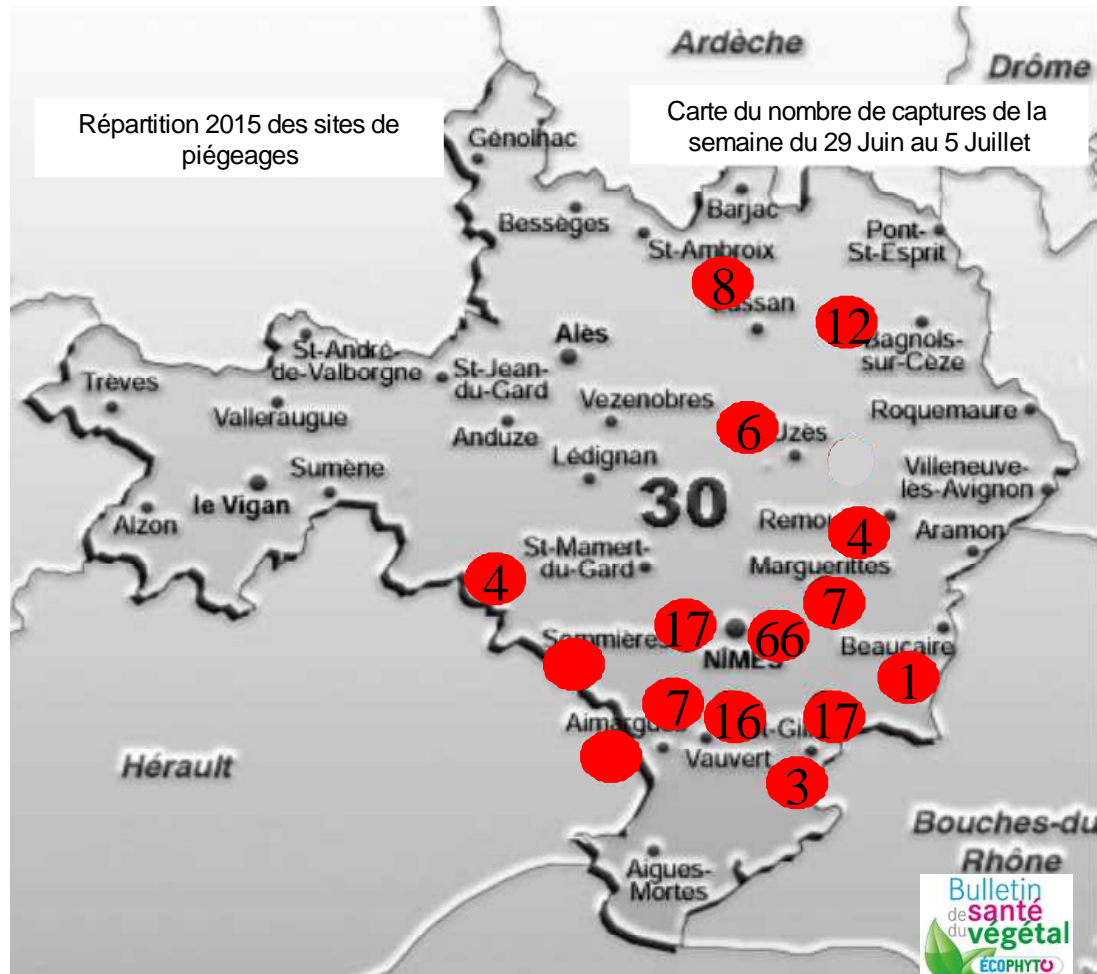 Ardèche
Drôme
Répartition 2015 des sites de
piégeages
Carte du nombre de captures de la
semaine du 29 Juin au 5 Juillet
Génolhac
Barjac
Bessèges
St-Ambroix
Pont-
St-Esprit
8
12
Bagnols-
sur-Cèze
St-André-
de-Valborgne
Alès
St-Jean-
du-Gard
Trèves
Valleraugue
Vezenobres
Anduze
Roquemaure
6
Uzès
Lédignan
Sumène
le Vigan
Alzon
30
Villeneuve-
les-Avignon
4
Aramon
St-Mamert-
du-Gard
Marguerittes
4
7
17
66
NÎMES
Sommières
Beaucaire
1
7
16
17
Aimargues
Vauvert
3
Hérault
Bouches-du
Rhône
Aigues-
Mortes
Bulletin
de santé
du végétal
ÉCOPHYTO